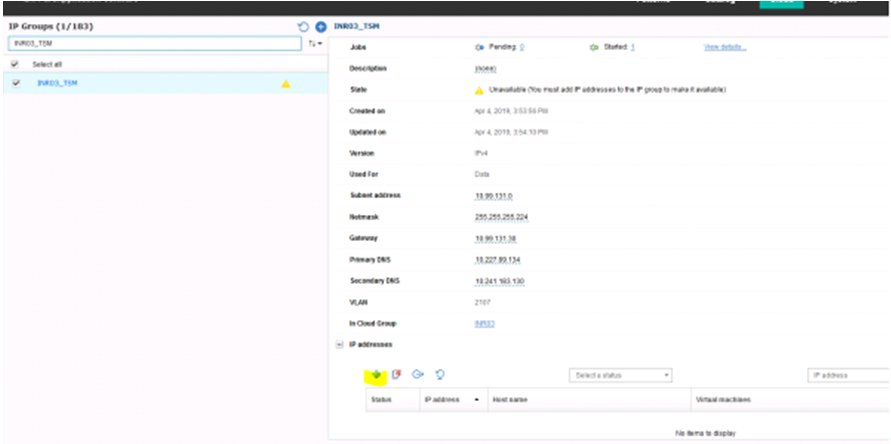 IP Groups (1/183)
INR03_TSM
INR03_TSM
Select all
INR03_TSM
Jobs Pending: 0 Started: 1 View details...
Description (none)
State Unavailable (You must add IP addresses to the IP group to make it available)
Created on Apr 4, 2019, 3:53:56 PM
Updated on Apr 4, 2019, 3:54:10 PM
Version IPv4
Used For Data
Subnet address 10.99.131.0
Netmask 255.255.255.224
Gateway 10.99.131.30
Primary DNS 10.227.99.134
Secondary DNS 10.241.183.130
VLAN 2187
In Cloud Group INR03
IP addresses
Select a status IP address
Status IP address Host name Virtual machines
No items to display